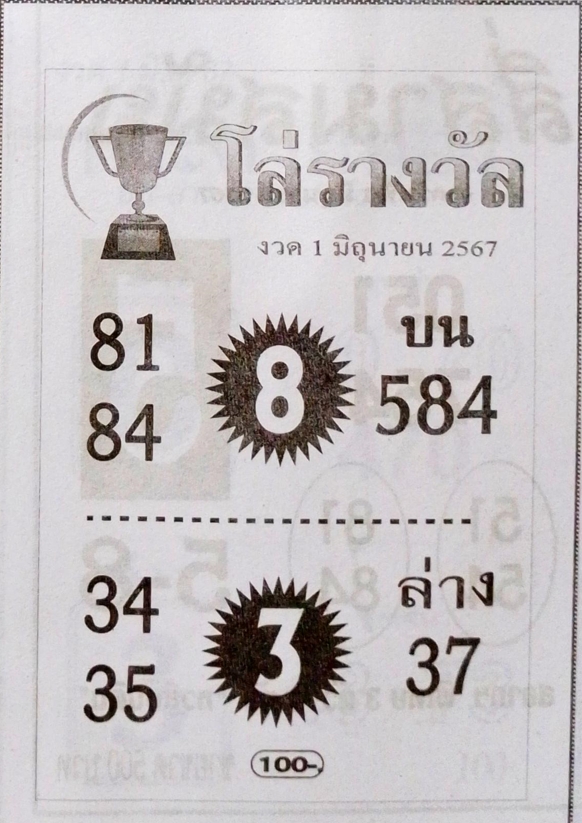 โล่รางวัล
งวด 1 มิถุนายน 2567
81
84
8
บน
584
34
35
3
ล่าง
37
100-.